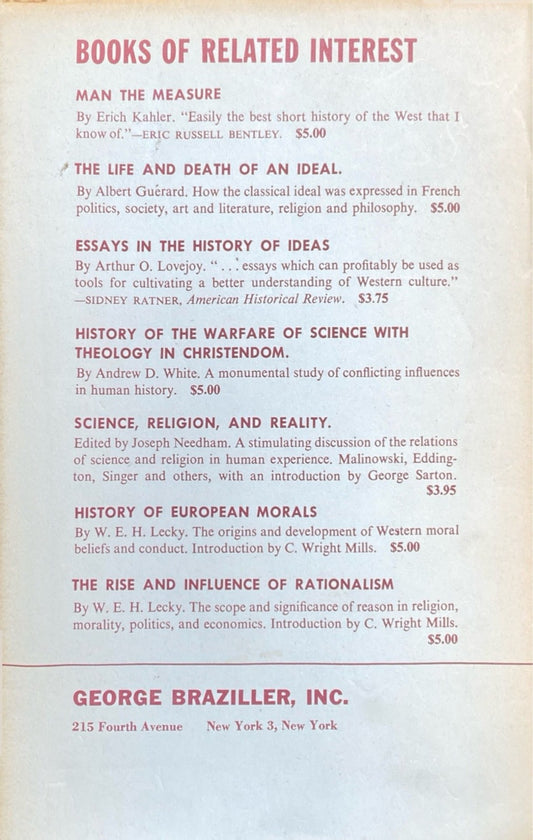 BOOKS OF RELATED INTEREST
MAN THE MEASURE
By Erich Kahler. “Easily the best short history of the West that I
know of.”—ERIC RUSSELL BENTLEY. $5.00
THE LIFE AND DEATH OF AN IDEAL.
By Albert Guérard. How the classical ideal was expressed in French
politics, society, art and literature, religion and philosophy. $5.00
ESSAYS IN THE HISTORY OF IDEAS
By Arthur O. Lovejoy. “ . . . essays which can profitably be used as
tools for cultivating a better understanding of Western culture.”
—SIDNEY RATNER, American Historical Review. $3.75
HISTORY OF THE WARFARE OF SCIENCE WITH
THEOLOGY IN CHRISTENDOM.
By Andrew D. White. A monumental study of conflicting influences
in human history. $5.00
SCIENCE, RELIGION, AND REALITY.
Edited by Joseph Needham. A stimulating discussion of the relations
of science and religion in human experience. Malinowski, Edding-
ton, Singer and others, with an introduction by George Sarton.
$3.95
HISTORY OF EUROPEAN MORALS
By W. E. H. Lecky. The origins and development of Western moral
beliefs and conduct. Introduction by C. Wright Mills. $5.00
THE RISE AND INFLUENCE OF RATIONALISM
By W. E. H. Lecky. The scope and significance of reason in religion,
morality, politics, and economics. Introduction by C. Wright Mills.
$5.00
GEORGE BRAZILLER, INC.
215 Fourth Avenue New York 3, New York